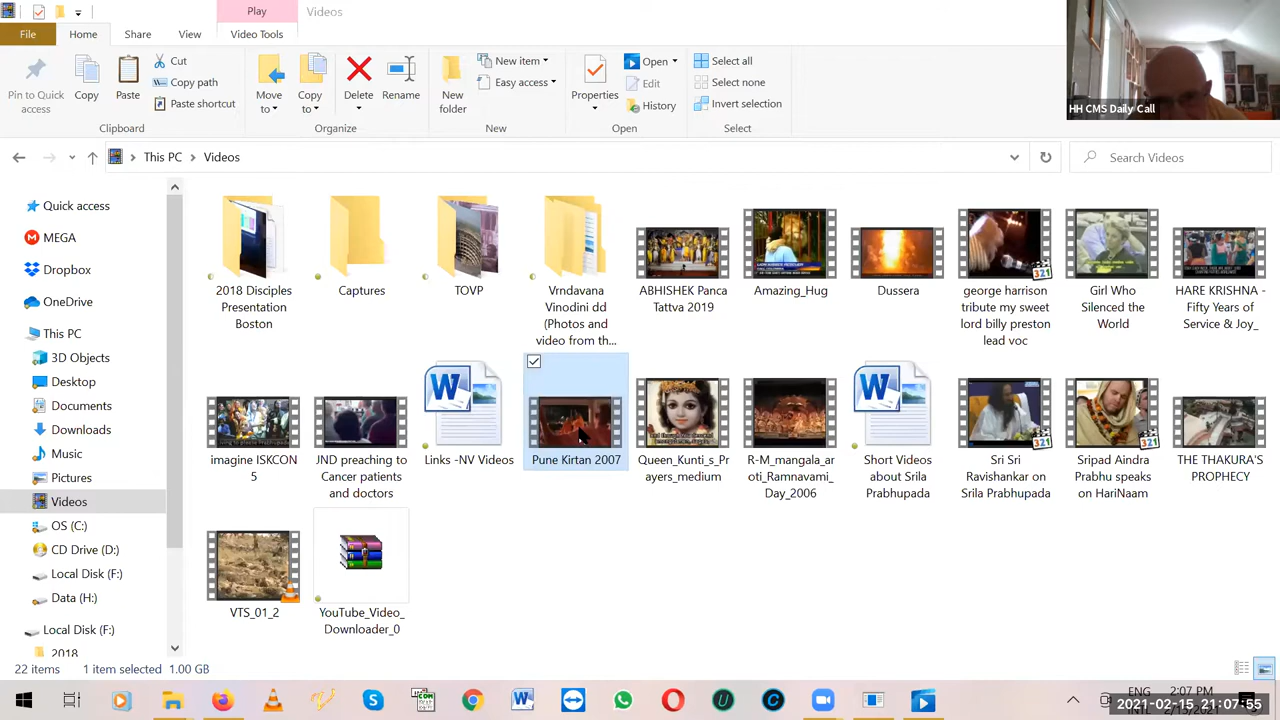 Play
Videos
File
Home
Share
View
Video Tools
Pin to Quick
access
Copy
Paste
Cut
Copy path
Paste shortcut
Clipboard
Move
to
Copy
to
Delete
Rename
Organize
New
folder
New item
Easy access
New
Properties
Open
Edit
History
Open
Select all
Select none
Invert selection
Select
HH CMS Daily Call
This PC
Videos
Search Videos
Quick access
MEGA
Dropbox
OneDrive
This PC
3D Objects
Desktop
Documents
Downloads
Music
Pictures
Videos
OS (C:)
CD Drive (D:)
Local Disk (F:)
Data (H:)
Local Disk (F:)
2018
2018 Disciples
Presentation
Boston
Captures
TOVP
Vrndavana
Vinodini dd
(Photos and
video from th...
ABHISHEK Panca
Tattva 2019
Amazing_Hug
Dussera
george harrison
tribute my sweet
lord billy preston
lead voc
Girl Who
Silenced the
World
HARE KRISHNA -
Fifty Years of
Service & Joy_
imagine ISKCON
5
JND preaching to
Cancer patients
and doctors
Links -NV Videos
Pune Kirtan 2007
Queen_Kunti_s_Pr
ayers_medium
R-M_mangala_ar
oti_Ramnavami_
Day_2006
Short Videos
about Srila
Prabhupada
Sri Sri
Ravishankar on
Srila Prabhupada
Sripad Aindra
Prabhu speaks
on HariNaam
THE THAKURA'S
PROPHECY
VTS_01_2
YouTube_Video_
Downloader_0
22 items
1 item selected 1.00 GB
ENG
2:07 PM
2021-02-15 21:07:55